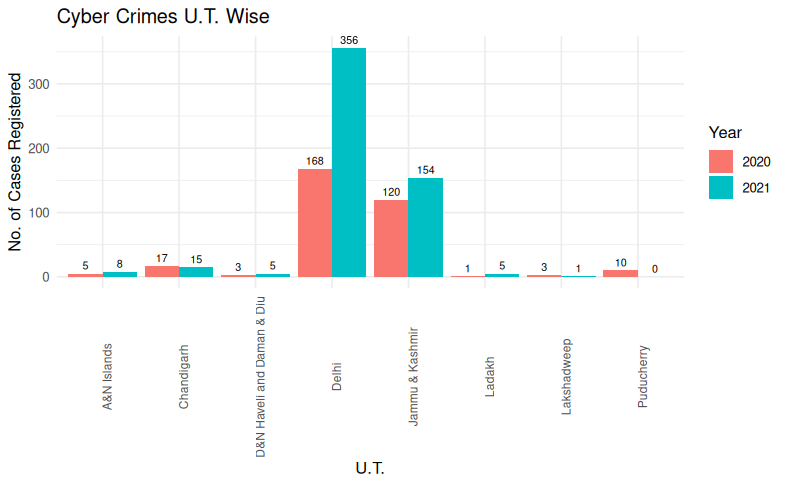 Cyber Crimes U.T. Wise
No. of Cases Registered
300
200
100
0
5
8
17
15
3
5
168
356
120
154
1
5
3
1
10
0
A&N Islands
Chandigarh
D&N Haveli and Daman & Diu
Delhi
Jammu & Kashmir
Ladakh
Lakshadweep
Puducherry
U.T.
Year
2020
2021